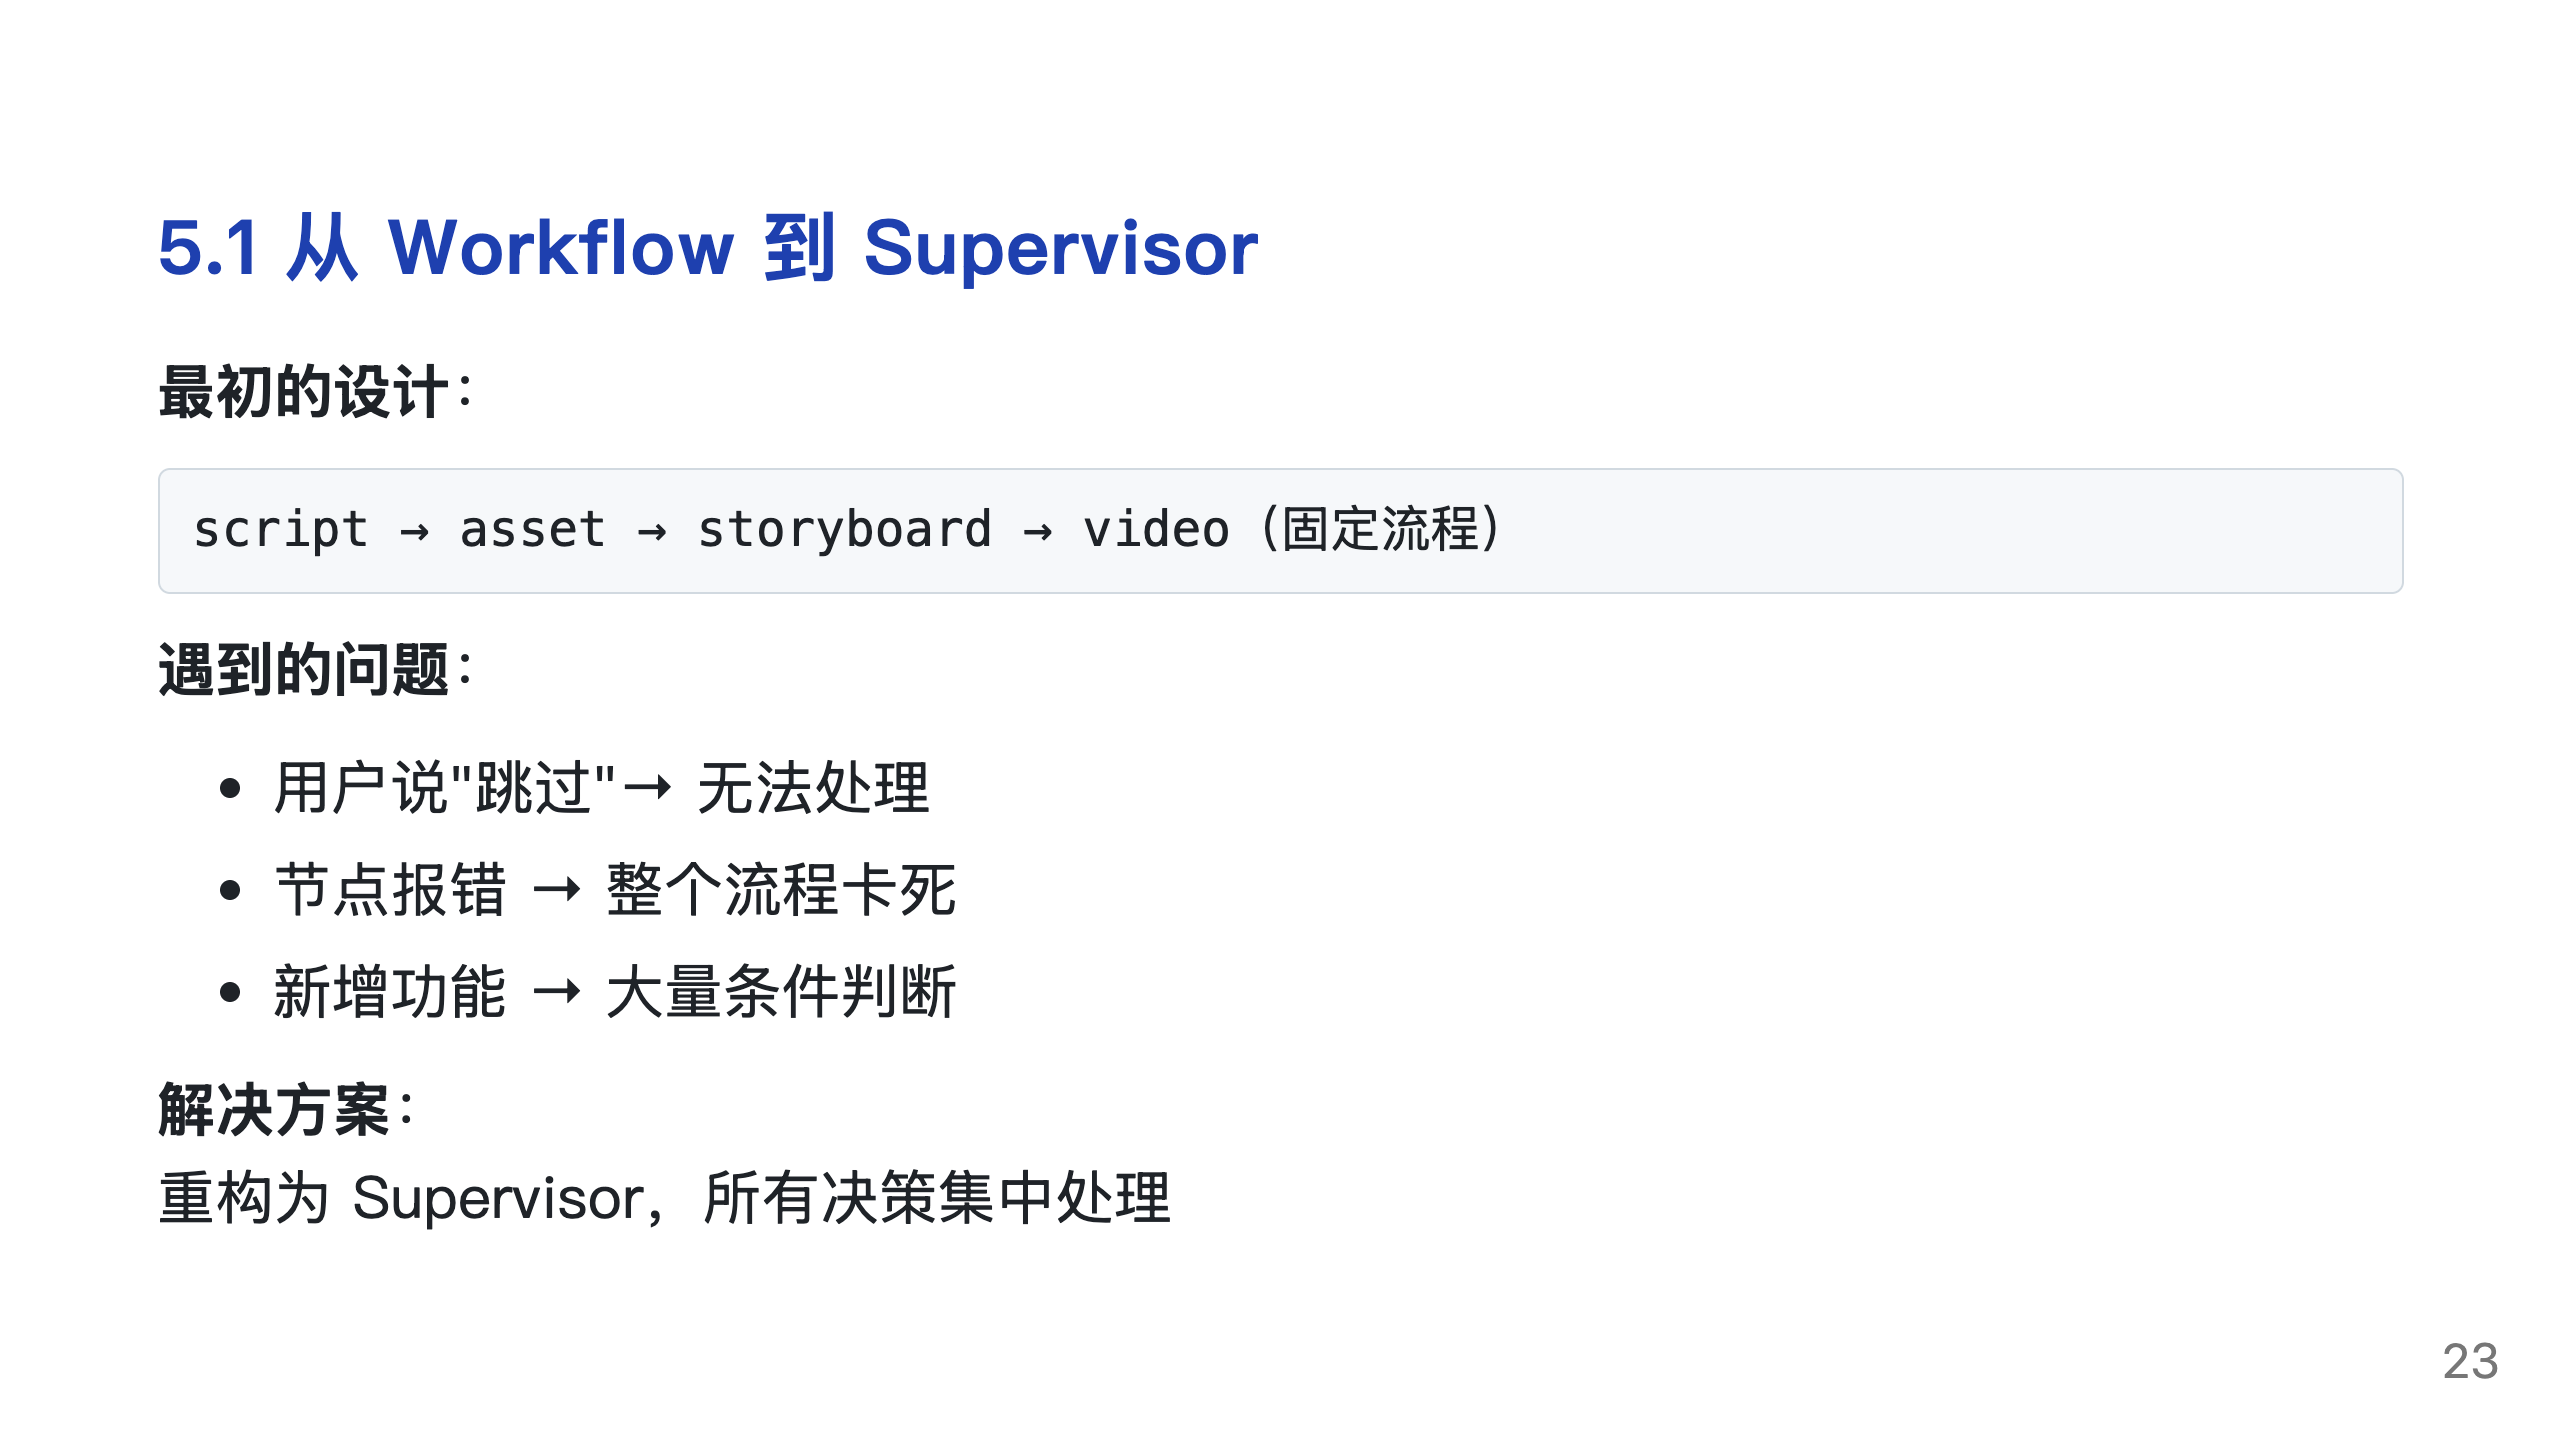 5.1 从 Workflow 到 Supervisor
最初的设计：
script → asset → storyboard → video（固定流程）
遇到的问题：
• 用户说"跳过"→ 无法处理
• 节点报错 → 整个流程卡死
• 新增功能 → 大量条件判断
解决方案：
重构为 Supervisor，所有决策集中处理
23